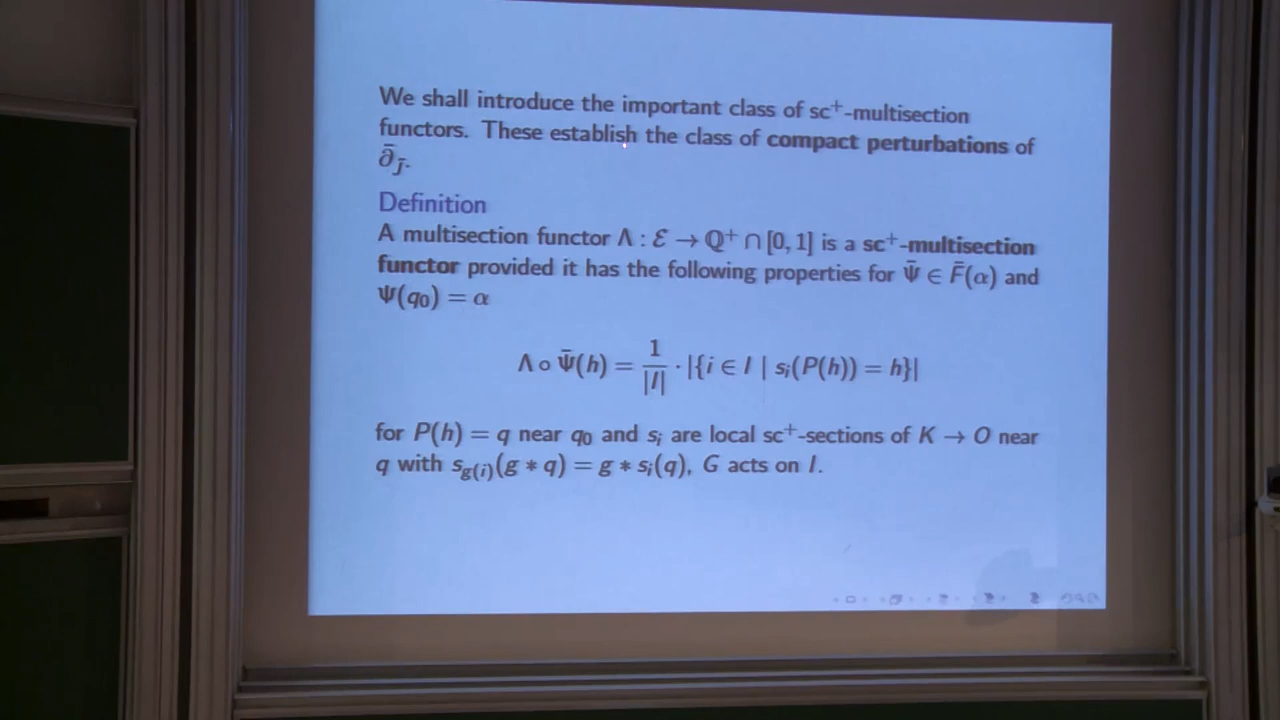 We shall introduce the important class of sc⁺-multisection
functors. These establish the class of compact perturbations of
∂̄_J̃.
Definition
A multisection functor Λ : ℰ → ℚ⁺ ∩ [0, 1] is a sc⁺-multisection
functor provided it has the following properties for Ψ̄ ∈ F̄(α) and
Ψ(q₀) = α
Λ ∘ Ψ̄(h) = 1/|I| · |{i ∈ I | sᵢ(P(h)) = h}|
for P(h) = q near q₀ and sᵢ are local sc⁺-sections of K → O near
q with s_{g(i)}(g ∗ q) = g ∗ sᵢ(q), G acts on I.